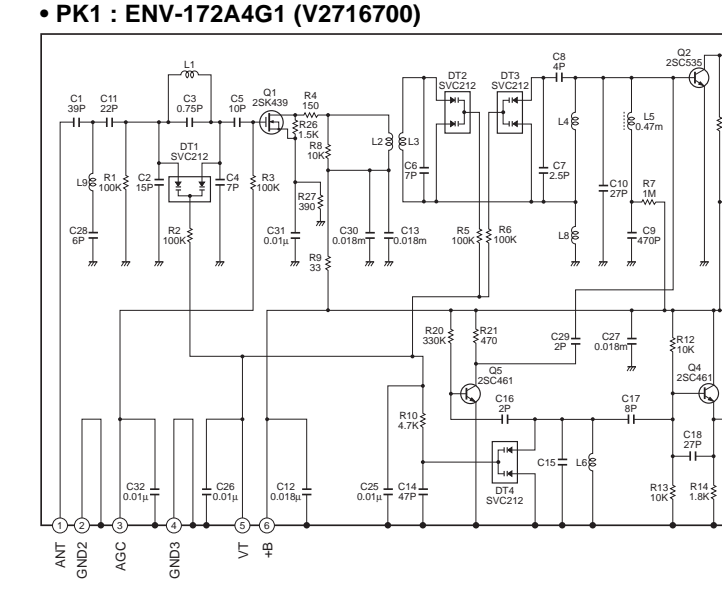 • PK1 : ENV-172A4G1 (V2716700)
L1
C1
39P
C11
22P
C3
0.75P
C5
10P
Q1
2SK439
R4
150
R26
1.5K
R8
10K
DT1
SVC212
L9
R1
100K
C2
15P
C4
7P
R3
100K
R27
390
C28
6P
R2
100K
C31
0.01µ
C30
0.018m
C13
0.018m
R9
33
L2
L3
C6
7P
DT2
SVC212
DT3
SVC212
R5
100K
R6
100K
C8
4P
C7
2.5P
L4
L8
C10
27P
L5
0.47m
R7
1M
C9
470P
Q2
2SC535
R20
330K
R21
470
Q5
2SC461
C29
2P
C27
0.018m
R12
10K
Q4
2SC461
C16
2P
C17
8P
R10
4.7K
C18
27P
DT4
SVC212
C15
L6
R13
10K
R14
1.8K
C32
0.01µ
C26
0.01µ
C12
0.018µ
C25
0.01µ
C14
47P
1
2
3
4
5
6
ANT
GND2
AGC
GND3
VT
+B